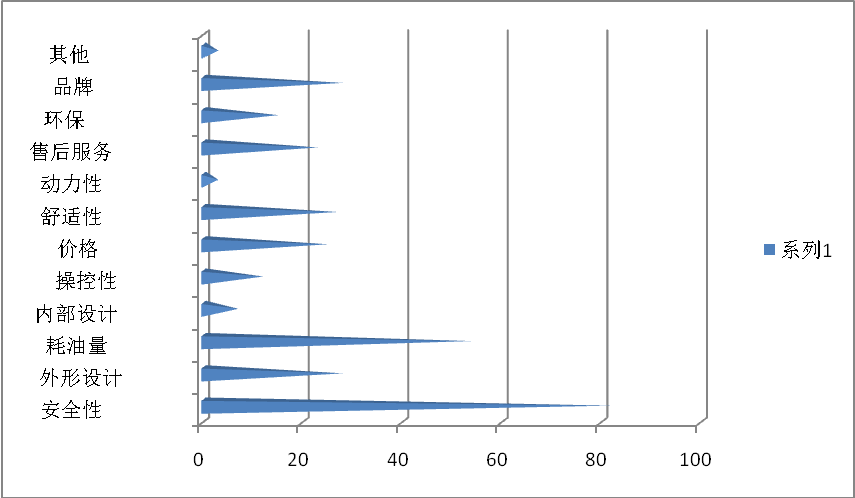 其他
品牌
环保
售后服务
动力性
舒适性
价格
操控性
内部设计
耗油量
外形设计
安全性
0 20 40 60 80 100
系列1